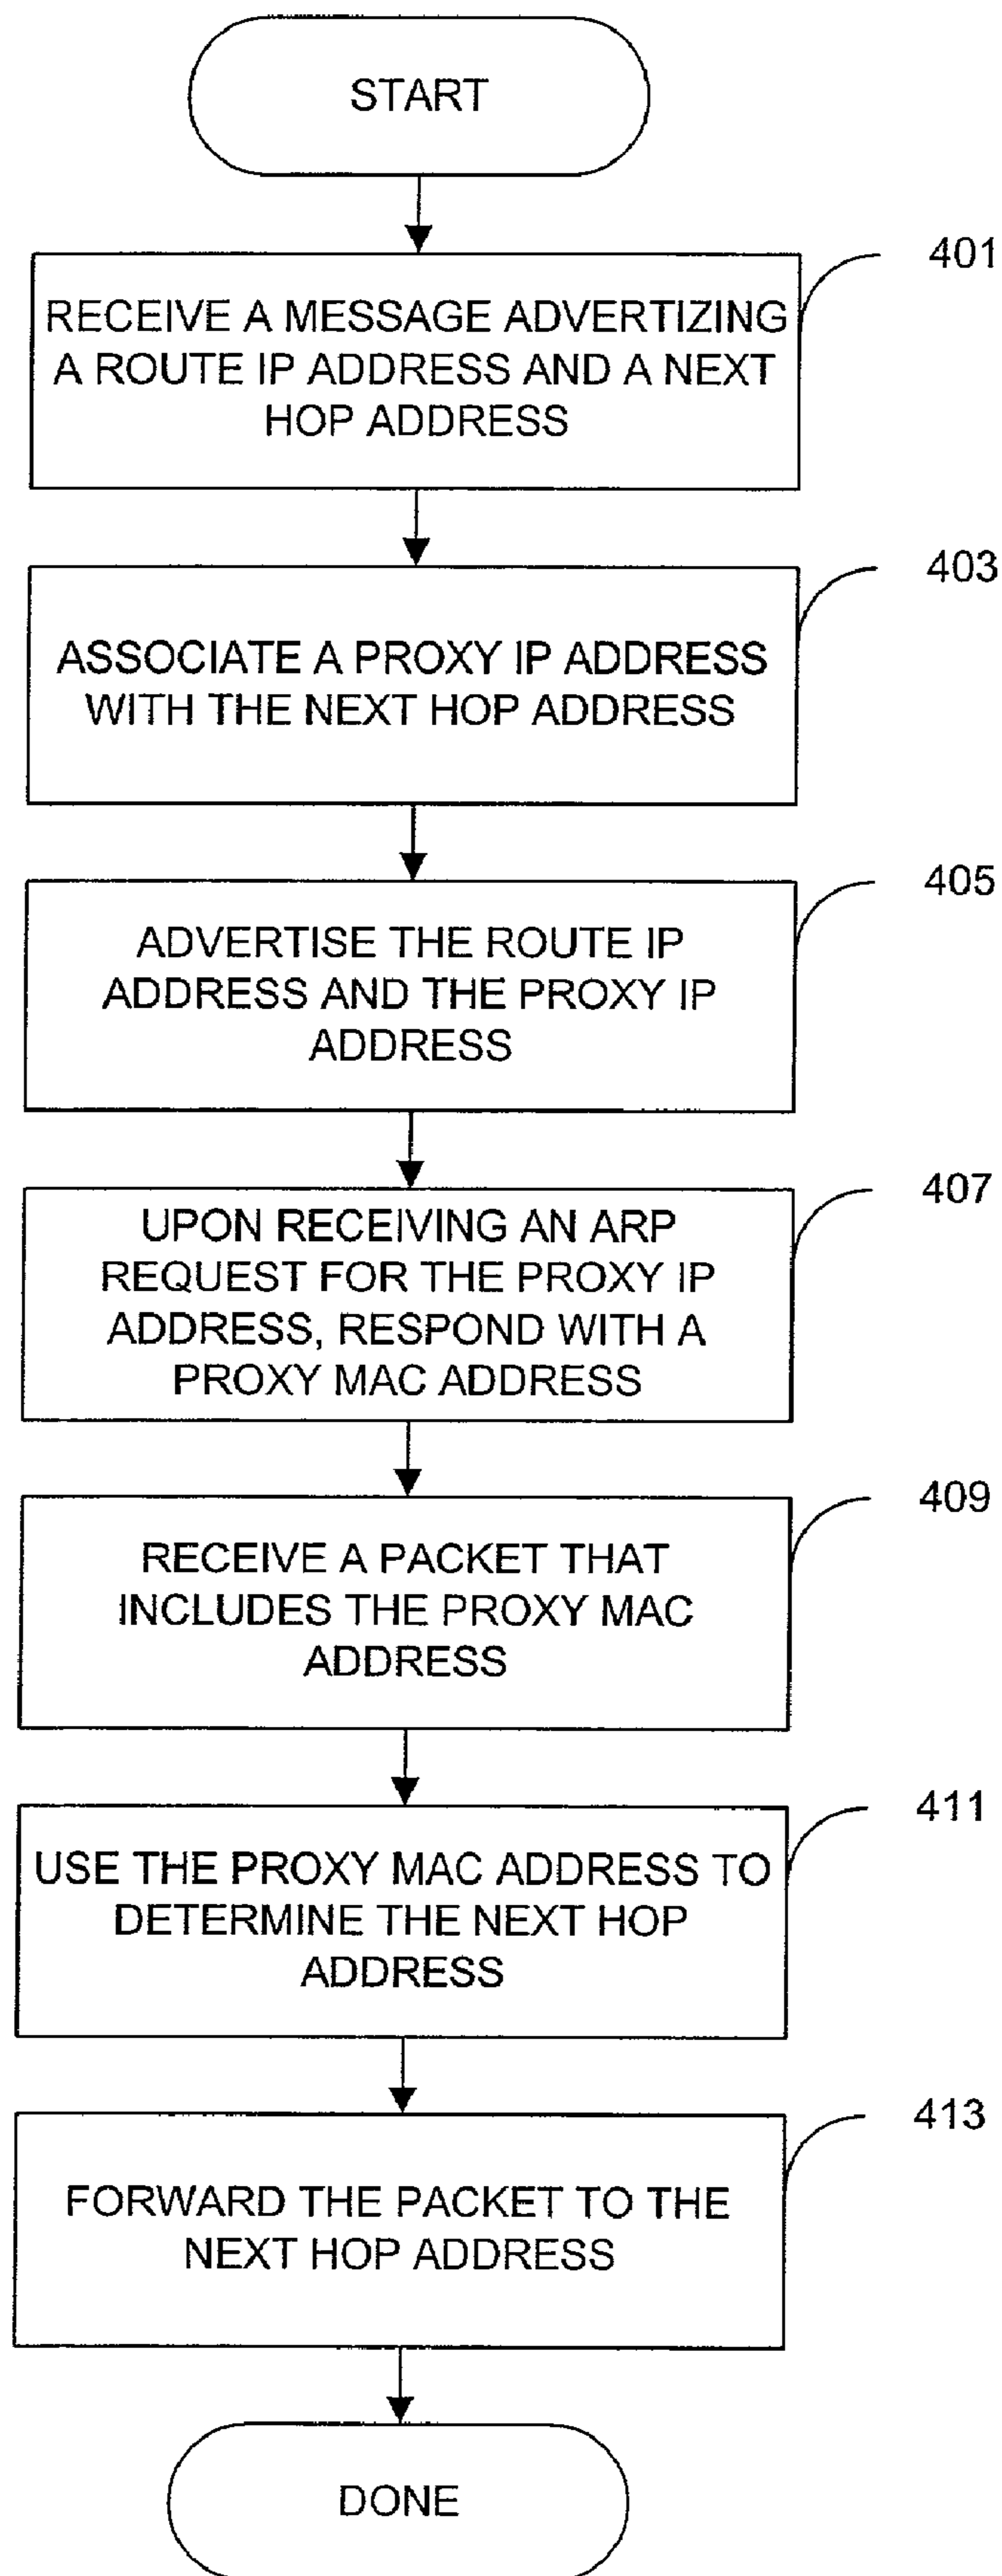 START
401
RECEIVE A MESSAGE ADVERTIZING
A ROUTE IP ADDRESS AND A NEXT
HOP ADDRESS
403
ASSOCIATE A PROXY IP ADDRESS
WITH THE NEXT HOP ADDRESS
405
ADVERTISE THE ROUTE IP
ADDRESS AND THE PROXY IP
ADDRESS
407
UPON RECEIVING AN ARP
REQUEST FOR THE PROXY IP
ADDRESS, RESPOND WITH A
PROXY MAC ADDRESS
409
RECEIVE A PACKET THAT
INCLUDES THE PROXY MAC
ADDRESS
411
USE THE PROXY MAC ADDRESS TO
DETERMINE THE NEXT HOP
ADDRESS
413
FORWARD THE PACKET TO THE
NEXT HOP ADDRESS
DONE